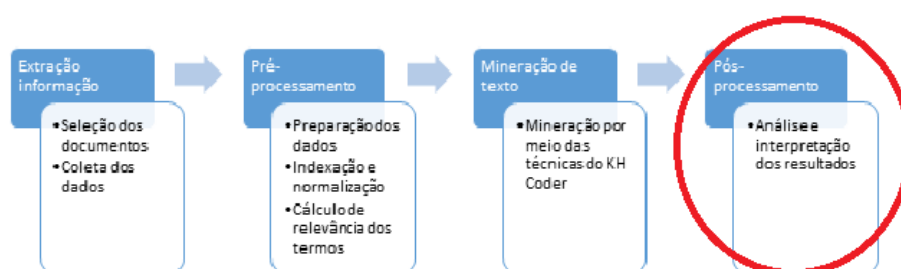 Extração
informação
•Seleção dos
documentos
•Coleta dos
dados
Pré-
processamento
•Preparação dos
dados
•Indexação e
normalização
•Cálculo de
relevância dos
termos
Mineração de
texto
•Mineração por
meio das
técnicas do KH
Coder
Pós-
processamento
•Análise e
interpretação
dos resultados